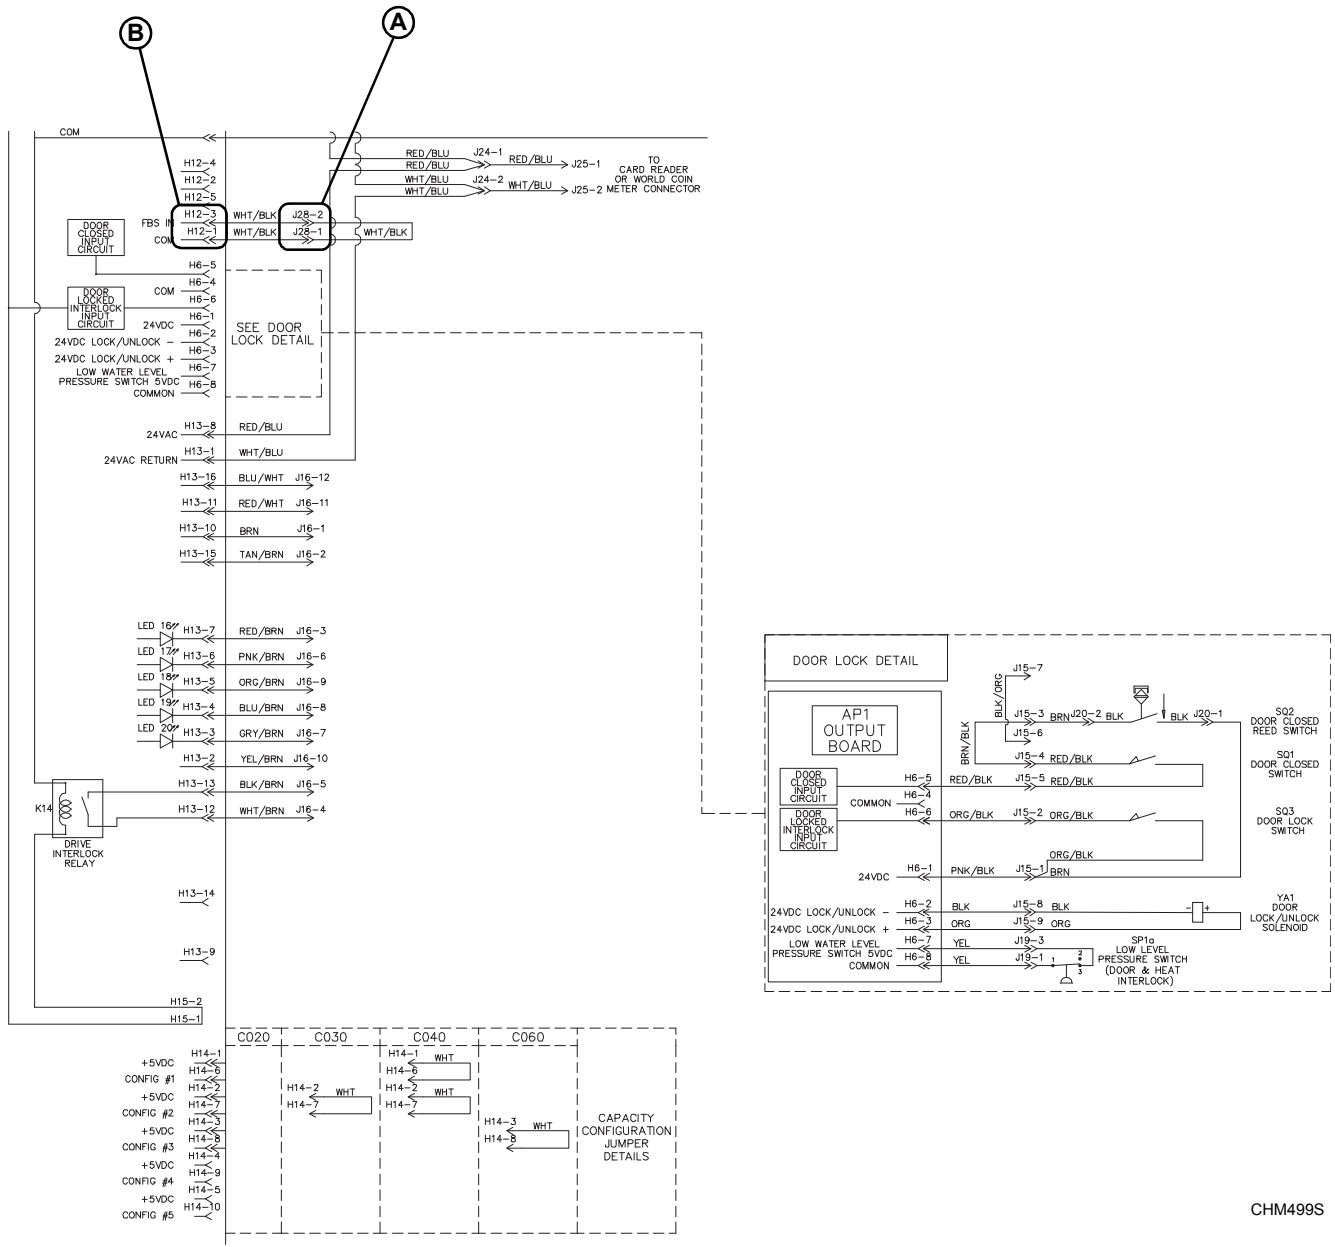 B
A
COM
H12-4
H12-2
H12-5
RED/BLU J24-1
RED/BLU RED/BLU J25-1
WHT/BLU J24-2
WHT/BLU WHT/BLU J25-2
TO
CARD READER
OR WORLD COIN
METER CONNECTOR
FBS IN H12-3 WHT/BLK J28-2
COM H12-1 WHT/BLK J28-1 WHT/BLK
DOOR
CLOSED
INPUT
CIRCUIT
H6-5
COM H6-4
DOOR
LOCKED
INTERLOCK
INPUT
CIRCUIT
H6-6
24VDC H6-1
24VDC LOCK/UNLOCK - H6-2
24VDC LOCK/UNLOCK + H6-3
LOW WATER LEVEL
PRESSURE SWITCH 5VDC H6-7
COMMON H6-8
SEE DOOR
LOCK DETAIL
24VAC H13-8 RED/BLU
24VAC RETURN H13-1 WHT/BLU
H13-16 BLU/WHT J16-12
H13-11 RED/WHT J16-11
H13-10 BRN J16-1
H13-15 TAN/BRN J16-2
LED 16 H13-7 RED/BRN J16-3
LED 17 H13-6 PNK/BRN J16-6
LED 18 H13-5 ORG/BRN J16-9
LED 19 H13-4 BLU/BRN J16-8
LED 20 H13-3 GRY/BRN J16-7
H13-2 YEL/BRN J16-10
H13-13 BLK/BRN J16-5
H13-12 WHT/BRN J16-4
K14
DRIVE
INTERLOCK
RELAY
H13-14
H13-9
H15-2
H15-1
DOOR LOCK DETAIL
AP1
OUTPUT
BOARD
J15-7
BLK/ORG
J15-3 BRN J20-2 BLK BLK J20-1
J15-6
SQ2
DOOR CLOSED
REED SWITCH
BRN/BLK
J15-4 RED/BLK
SQ1
DOOR CLOSED
SWITCH
DOOR
CLOSED
INPUT
CIRCUIT
H6-5 RED/BLK J15-5 RED/BLK
COMMON H6-4
DOOR
LOCKED
INTERLOCK
INPUT
CIRCUIT
H6-6 ORG/BLK J15-2 ORG/BLK
SQ3
DOOR LOCK
SWITCH
ORG/BLK
24VDC H6-1 PNK/BLK J15-1 BRN
24VDC LOCK/UNLOCK - H6-2 BLK J15-8 BLK - +
24VDC LOCK/UNLOCK + H6-3 ORG J15-9 ORG
YA1
DOOR
LOCK/UNLOCK
SOLENOID
LOW WATER LEVEL
PRESSURE SWITCH 5VDC H6-7 YEL J19-3
COMMON H6-8 YEL J19-1 1 2 3
SP1a
LOW LEVEL
PRESSURE SWITCH
(DOOR & HEAT
INTERLOCK)
C020 C030 C040 C060
+5VDC H14-1
CONFIG #1 H14-6
+5VDC H14-2
CONFIG #2 H14-7
+5VDC H14-3
CONFIG #3 H14-8
+5VDC H14-4
CONFIG #4 H14-9
+5VDC H14-5
CONFIG #5 H14-10
H14-2 WHT
H14-7
H14-1 WHT
H14-6
H14-2 WHT
H14-7
H14-3 WHT
H14-8
CAPACITY
CONFIGURATION
JUMPER
DETAILS
CHM499S